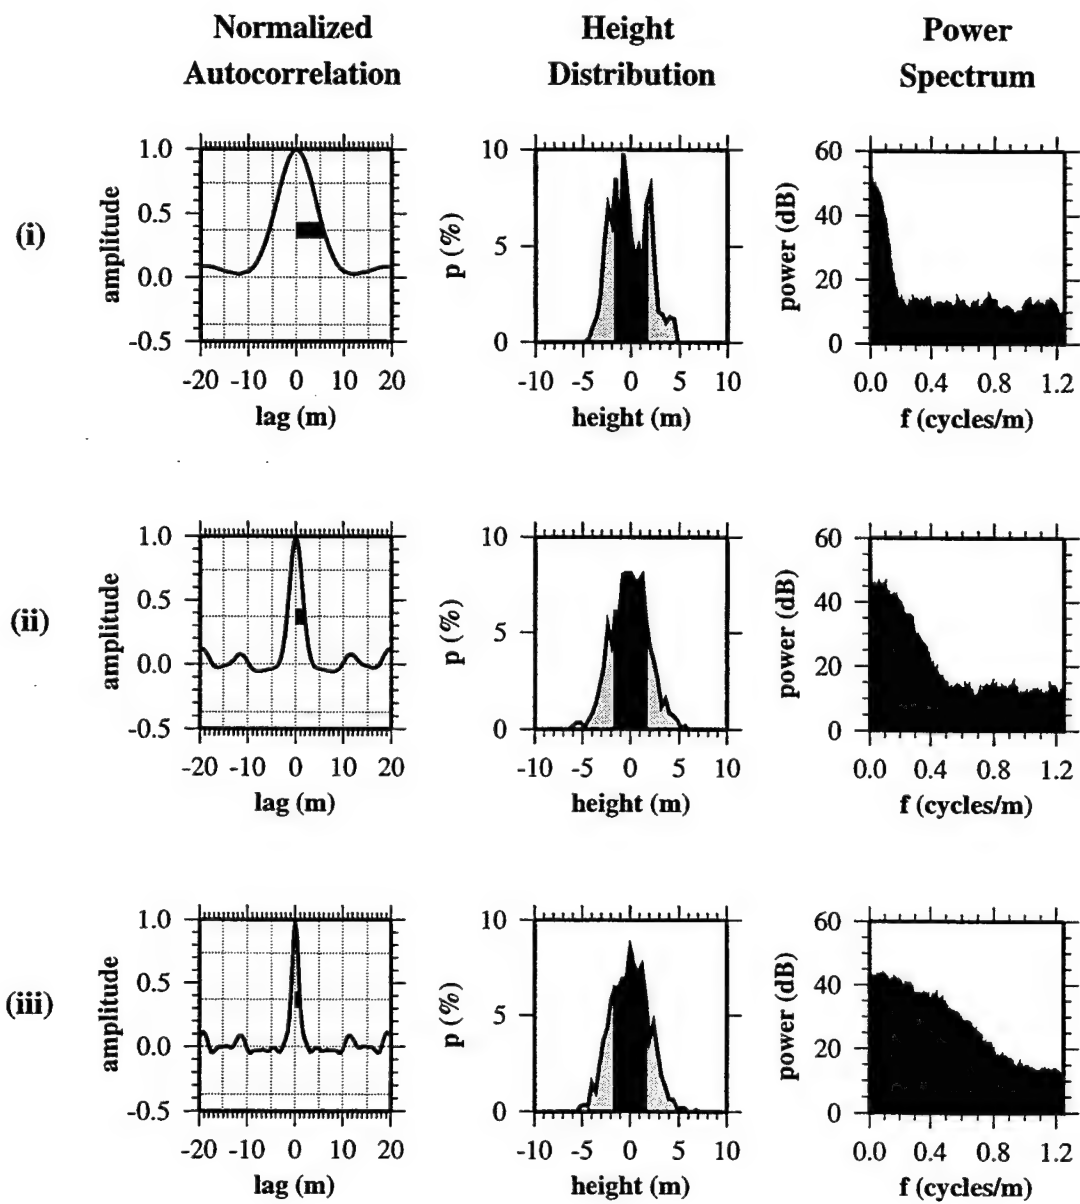 Normalized Autocorrelation
Height Distribution
Power Spectrum
(i)
amplitude
1.0
0.5
0.0
-0.5
-20 -10 0 10 20
lag (m)
p (%)
10
5
0
-10 -5 0 5 10
height (m)
power (dB)
60
40
20
0
0.0 0.4 0.8 1.2
f (cycles/m)
(ii)
amplitude
1.0
0.5
0.0
-0.5
-20 -10 0 10 20
lag (m)
p (%)
10
5
0
-10 -5 0 5 10
height (m)
power (dB)
60
40
20
0
0.0 0.4 0.8 1.2
f (cycles/m)
(iii)
amplitude
1.0
0.5
0.0
-0.5
-20 -10 0 10 20
lag (m)
p (%)
10
5
0
-10 -5 0 5 10
height (m)
power (dB)
60
40
20
0
0.0 0.4 0.8 1.2
f (cycles/m)